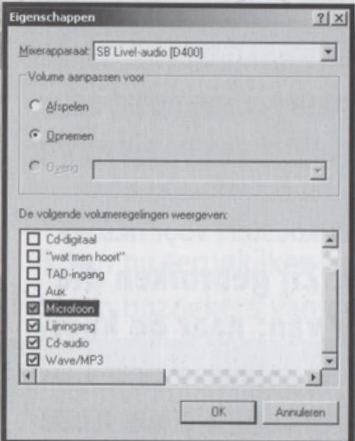 Eigenschappen
Mixerapparaat: SB Live!-audio [D400]
Volume aanpassen voor
Afspelen
Opnemen
Overig
De volgende volumeregelingen weergeven:
Cd-digitaal
"wat men hoort"
TAD-ingang
Aux
Microfoon
Lijningang
Cd-audio
Wave/MP3
OK Annuleren